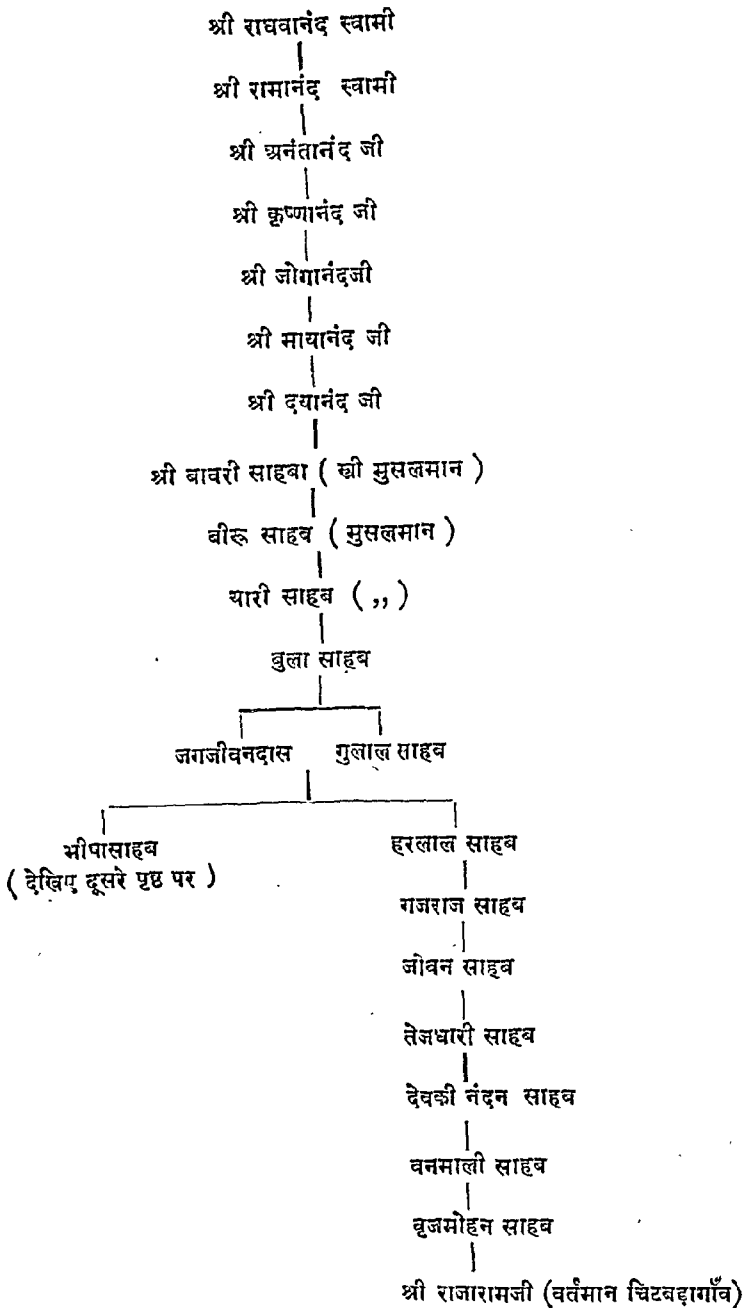 श्री राघवानंद स्वामी
श्री रामानंद स्वामी
श्री अनंतानंद जी
श्री कृष्णानंद जी
श्री जोगानंदजी
श्री मायानंद जी
श्री दयानंद जी
श्री बावरी साहबा ( स्त्री मुसलमान )
बीरू साहब ( मुसलमान )
यारी साहब ( ,, )
बुला साहब
जगजीवनदास गुलाल साहब
भीषासाहब हरलाल साहब
( देखिए दूसरे पृष्ठ पर )
गजराज साहब
जीवन साहब
तेजधारी साहब
देवकी नंदन साहब
वनमाली साहब
वृजमोहन साहब
श्री राजारामजी (वर्तमान चिटबड़ागाँव)